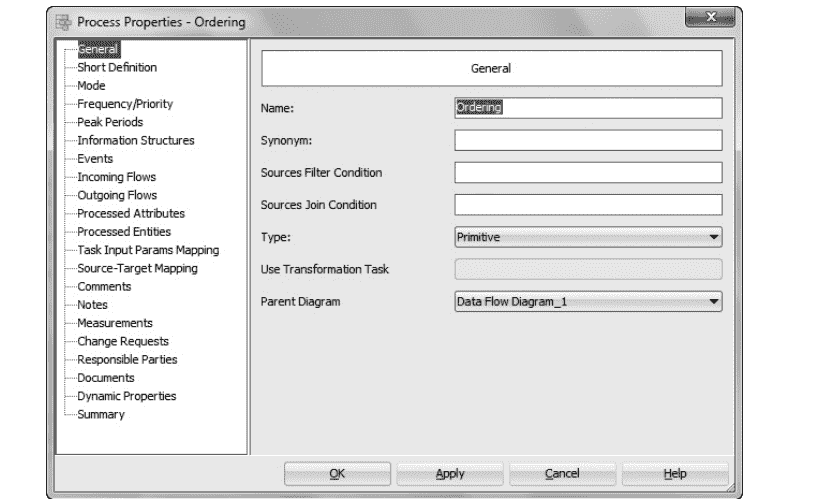 Process Properties - Ordering
General
Short Definition
Mode
Frequency/Priority
Peak Periods
Information Structures
Events
Incoming Flows
Outgoing Flows
Processed Attributes
Processed Entities
Task Input Params Mapping
Source-Target Mapping
Comments
Notes
Measurements
Change Requests
Responsible Parties
Documents
Dynamic Properties
Summary
General
Name: Ordering
Synonym:
Sources Filter Condition
Sources Join Condition
Type: Primitive
Use Transformation Task
Parent Diagram Data Flow Diagram_1
OK Apply Cancel Help